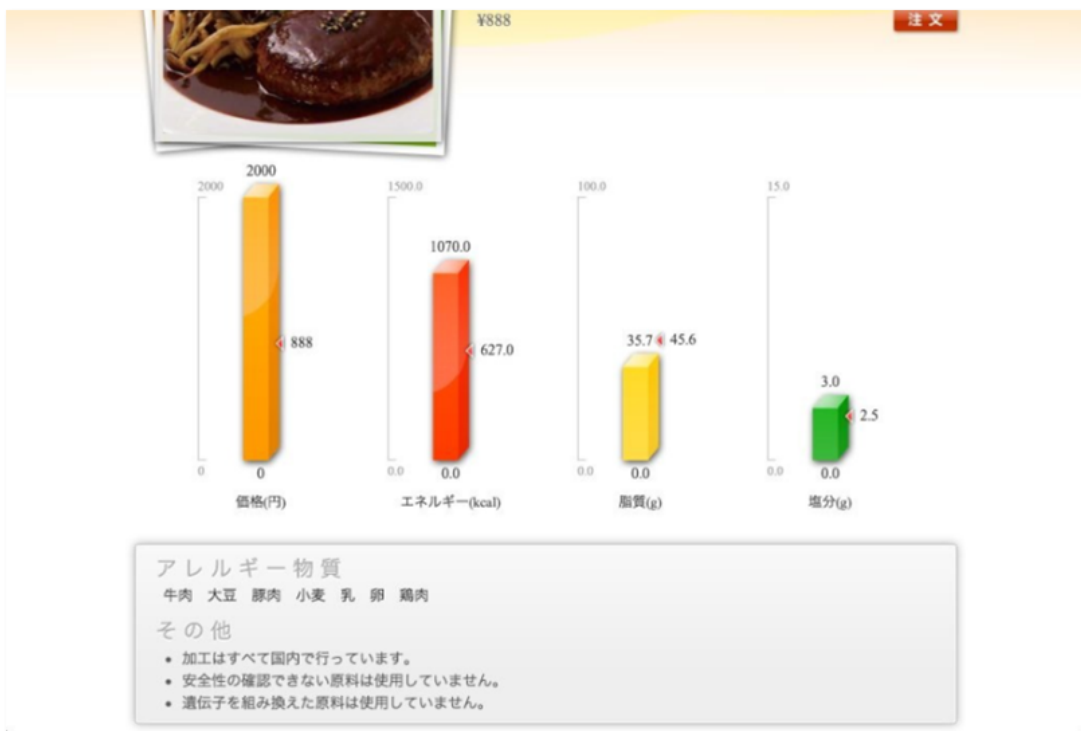 ¥888
注文
2000
2000
0
0
888
価格(円)
1500.0
1070.0
0.0
0.0
627.0
エネルギー(kcal)
100.0
35.7
45.6
0.0
0.0
脂質(g)
15.0
3.0
2.5
0.0
0.0
塩分(g)
アレルギー物質
牛肉 大豆 豚肉 小麦 乳 卵 鶏肉
その他
• 加工はすべて国内で行っています。
• 安全性の確認できない原料は使用していません。
• 遺伝子を組み換えた原料は使用していません。